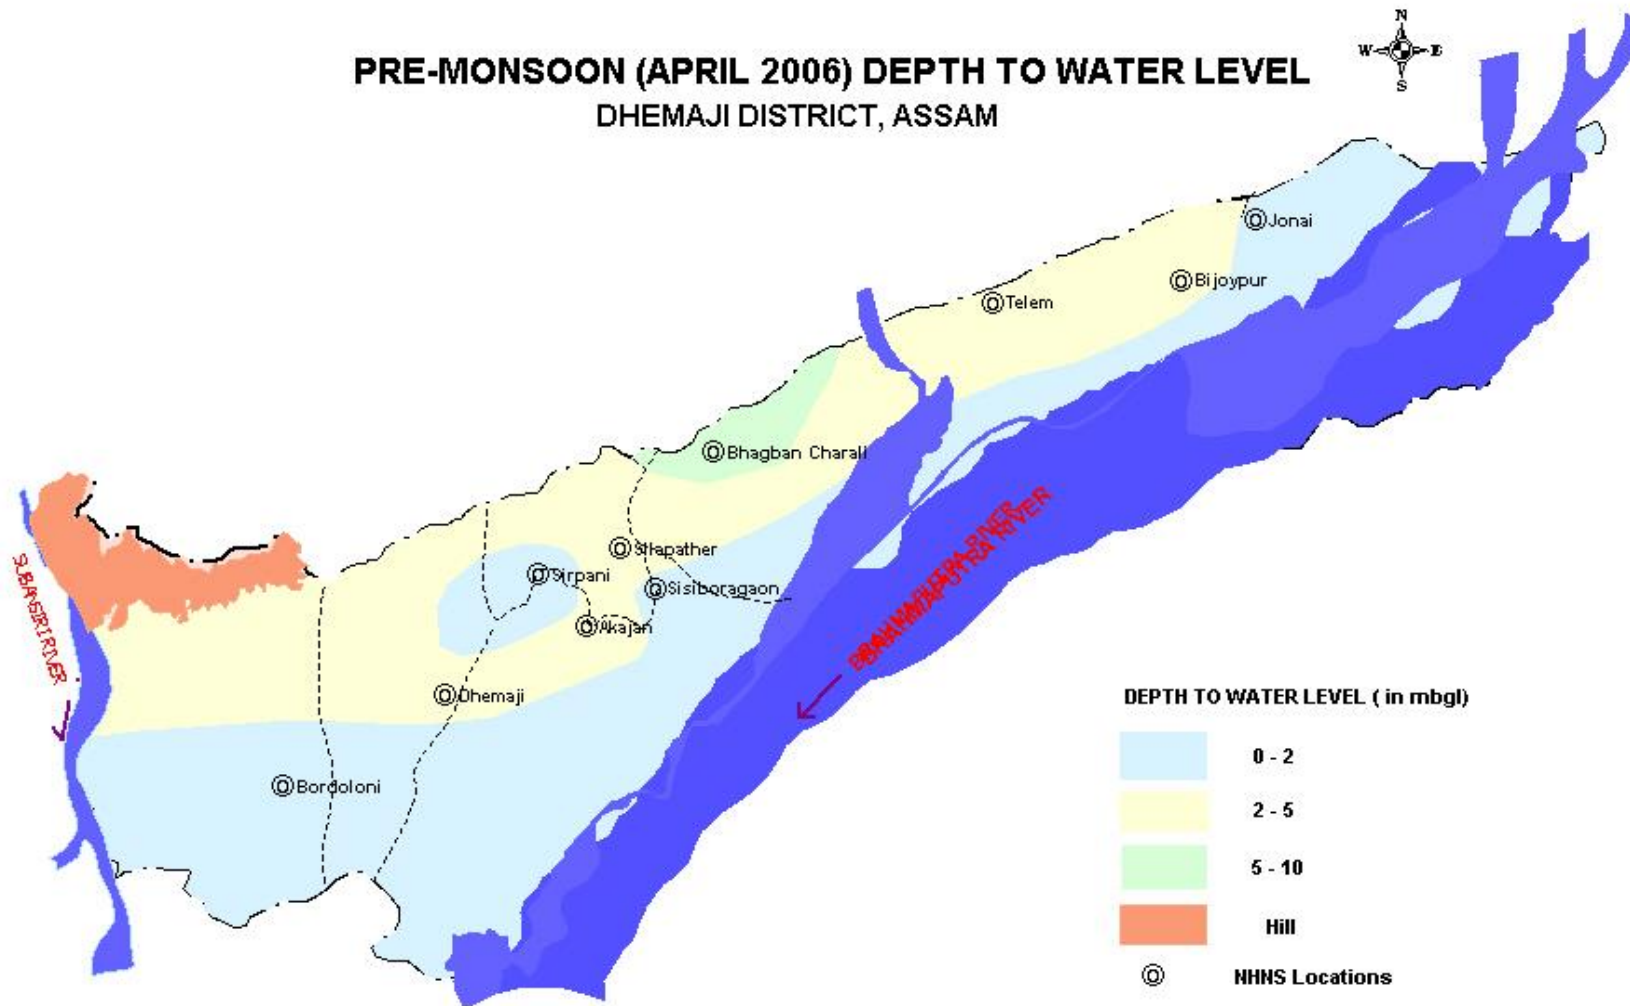 N
W E
S
PRE-MONSOON (APRIL 2006) DEPTH TO WATER LEVEL
DHEMAJI DISTRICT, ASSAM
Jonai
Bijoypur
Telem
Bhagban Charali
Silapather
Sirpani
Sisiboragaon
Akajan
SUBANSIRI RIVER
BRAHMAPUTRA RIVER
BRAHMAPUTRA RIVER
Dhemaji
Bordoloni
DEPTH TO WATER LEVEL ( in mbgl)
0 - 2
2 - 5
5 - 10
Hill
NHNS Locations